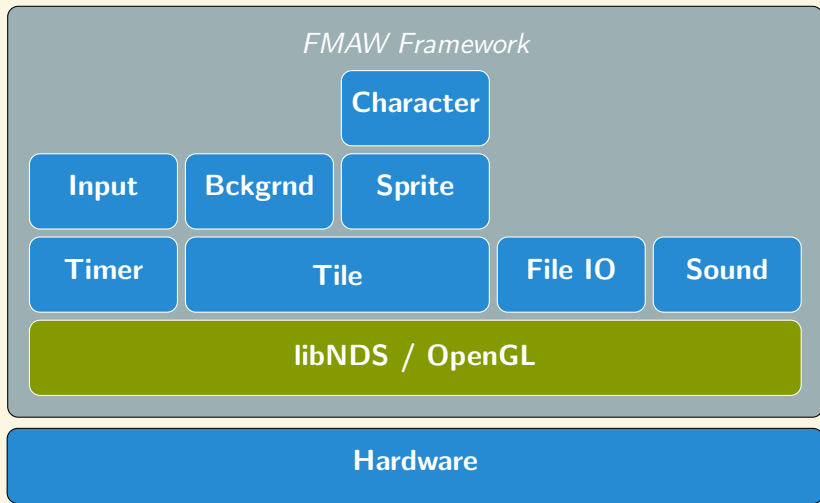 FMAW Framework
Character
Input Bckgrnd Sprite
Timer Tile File IO Sound
libNDS / OpenGL
Hardware